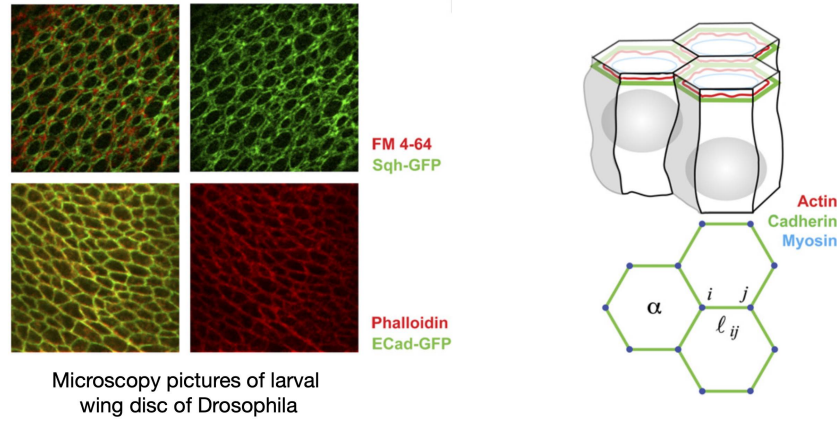 FM 4-64
Sqh-GFP
Phalloidin
ECad-GFP
Microscopy pictures of larval
wing disc of Drosophila
Actin
Cadherin
Myosin
α
i
j
ℓ ij